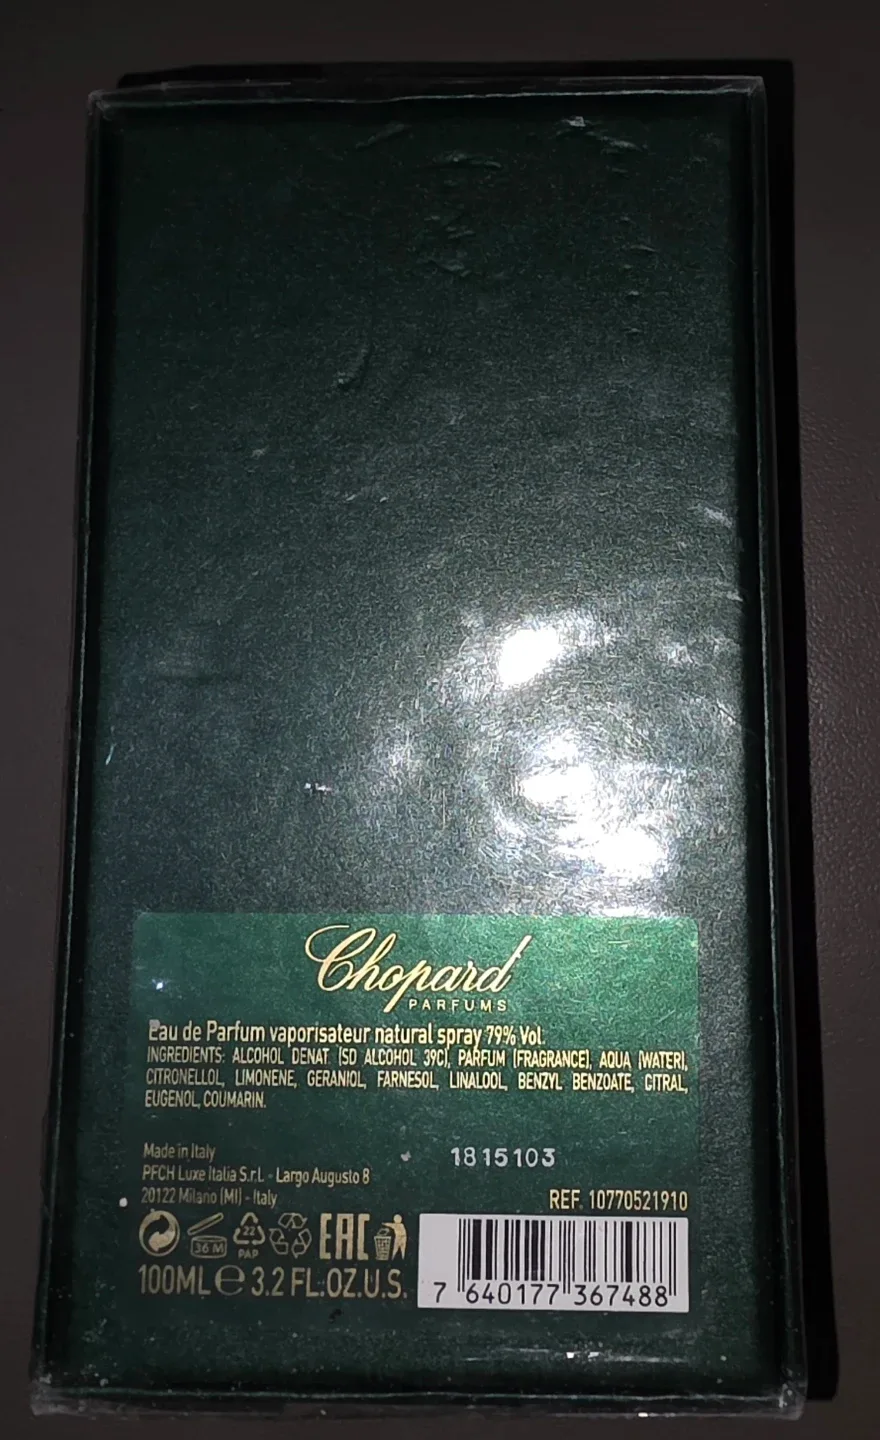 Chopard
PARFUMS
Eau de Parfum vaporisateur natural spray 79% Vol.
INGREDIENTS: ALCOHOL DENAT (SD ALCOHOL 39C), PARFUM (FRAGRANCE), AQUA (WATER),
CITRONELLOL, LIMONENE, GERANIOL, FARNESOL, LINALOOL, BENZYL BENZOATE, CITRAL,
EUGENOL, COUMARIN.
Made in Italy
1815103
PFCH Luxe Italia S.r.l. - Largo Augusto 8
20122 Milano (MI) - Italy
REF. 10770521910
36 M
22
PAP
EAC
100ML e 3.2 FL.OZ.U.S.
7 640177 367488